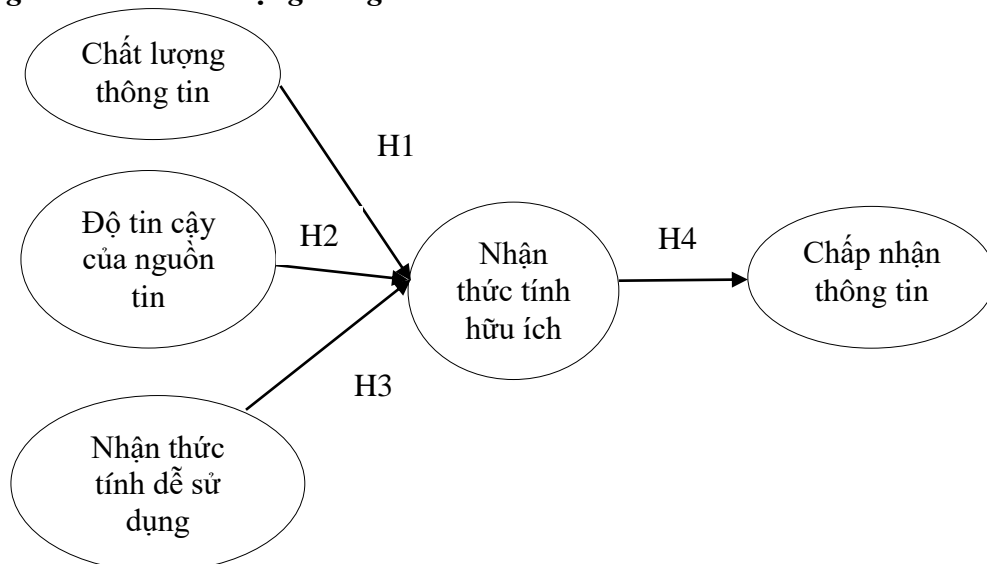 Chất lượng
thông tin
H1
Độ tin cậy
của nguồn
tin
H2
Nhận
thức tính
hữu ích
H4
Chấp nhận
thông tin
H3
Nhận thức
tính dễ sử
dụng